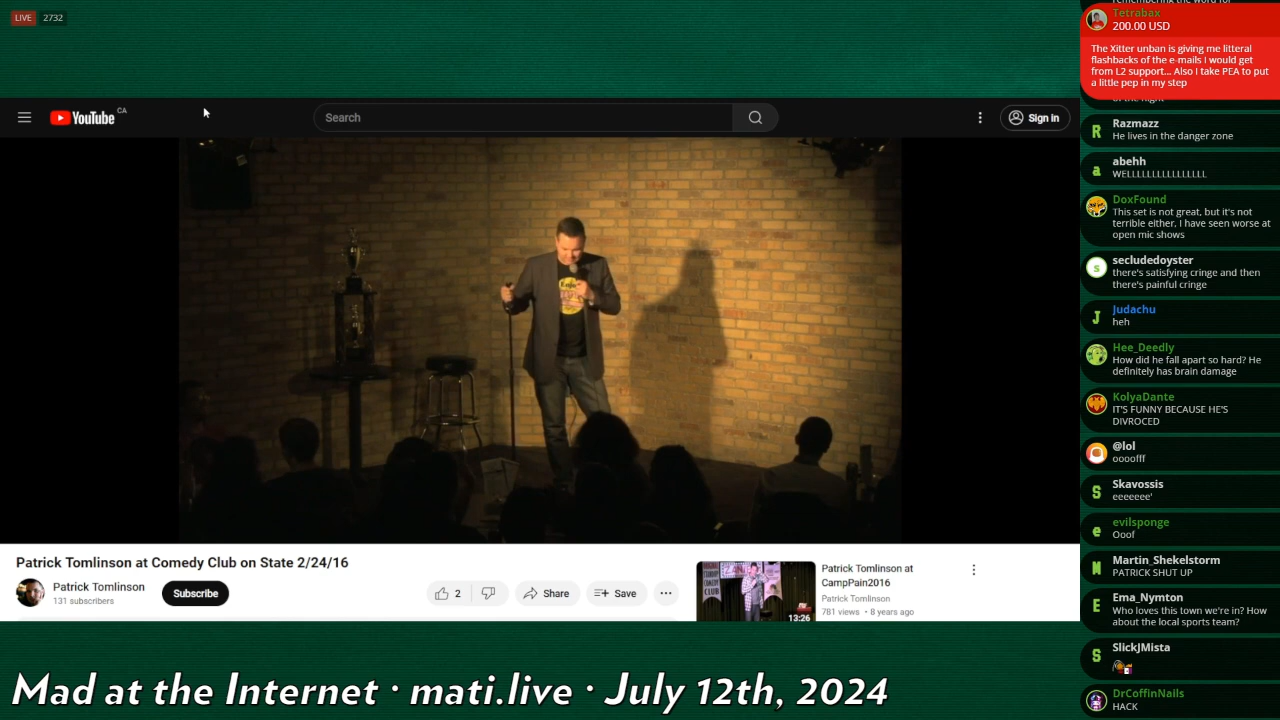 LIVE 2732
YouTube CA
Search
Sign in
Patrick Tomlinson at Comedy Club on State 2/24/16
Patrick Tomlinson
131 subscribers
Subscribe
2
Share
Save
Patrick Tomlinson at
CampPain2016
Patrick Tomlinson
781 views • 8 years ago
13:26
Mad at the Internet · mati.live · July 12th, 2024
Tetrabax
200.00 USD
The Xitter unban is giving me litteral
flashbacks of the e-mails I would get
from L2 support... Also I take PEA to put
a little pep in my step
Razmazz
He lives in the danger zone
abehh
WELLLLLLLLLLLLLLLL
DoxFound
This set is not great, but it's not
terrible either, I have seen worse at
open mic shows
secludedoyster
there's satisfying cringe and then
there's painful cringe
Judachu
heh
Hee_Deedly
How did he fall apart so hard? He
definitely has brain damage
KolyaDante
IT'S FUNNY BECAUSE HE'S
DIVROCED
@lol
oooofff
Skavossis
eeeeeee'
evilsponge
Ooof
Martin_Shekelstorm
PATRICK SHUT UP
Ema_Nymton
Who loves this town we're in? How
about the local sports team?
SlickJMista
DrCoffinNails
HACK